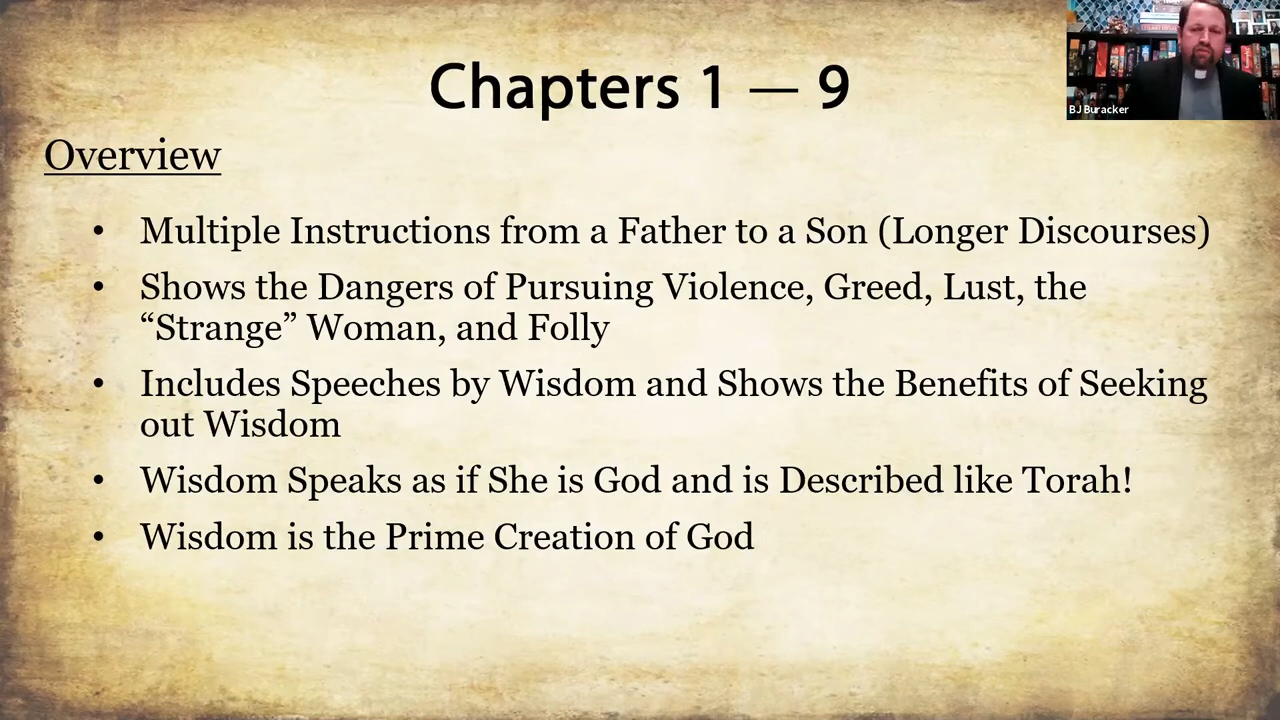 Chapters 1 — 9
BJ Buracker
Overview
• Multiple Instructions from a Father to a Son (Longer Discourses)
• Shows the Dangers of Pursuing Violence, Greed, Lust, the
“Strange” Woman, and Folly
• Includes Speeches by Wisdom and Shows the Benefits of Seeking
out Wisdom
• Wisdom Speaks as if She is God and is Described like Torah!
• Wisdom is the Prime Creation of God